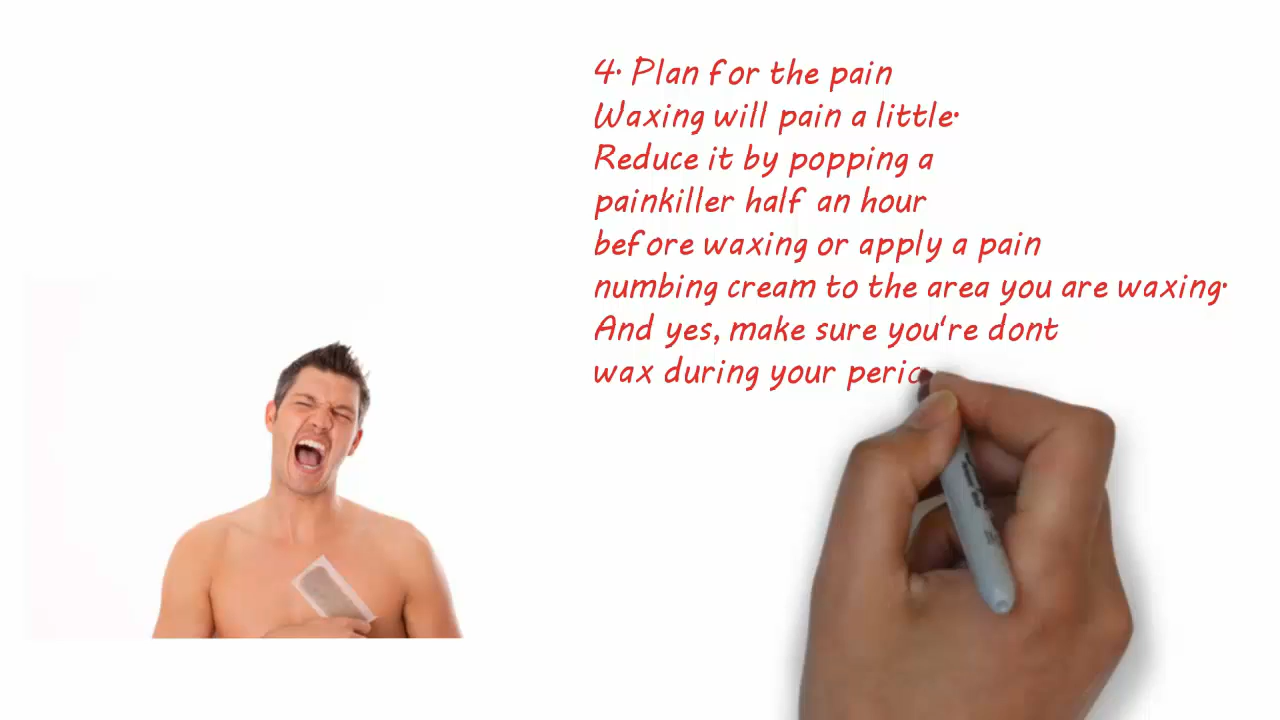 4. Plan for the pain
Waxing will pain a little.
Reduce it by popping a
painkiller half an hour
before waxing or apply a pain
numbing cream to the area you are waxing.
And yes, make sure you're dont
wax during your